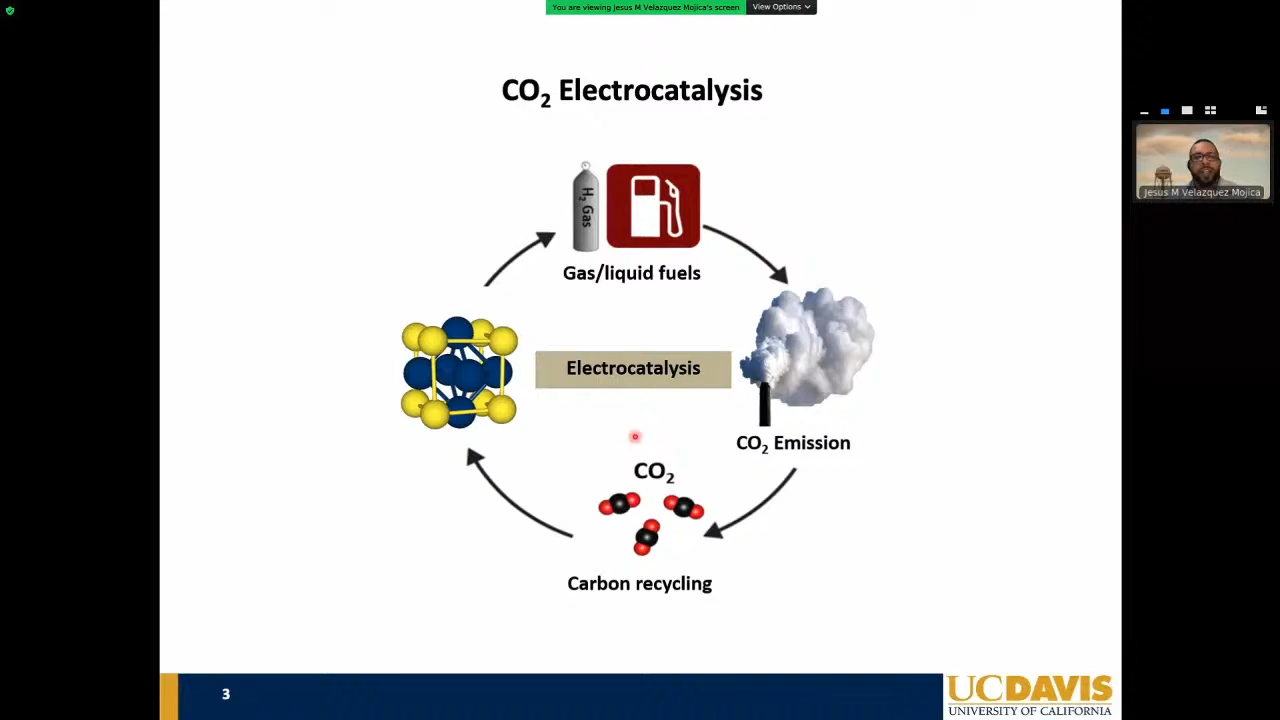 You are viewing Jesus M Velazquez Mojica's screen
View Options
CO₂ Electrocatalysis
H₂ Gas
Gas/liquid fuels
Electrocatalysis
CO₂ Emission
CO₂
Carbon recycling
Jesus M Velazquez Mojica
3
UCDAVIS
UNIVERSITY OF CALIFORNIA